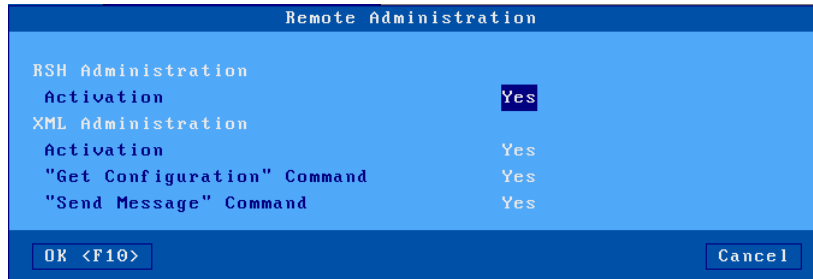 Remote Administration
RSH Administration
Activation Yes
XML Administration
Activation Yes
"Get Configuration" Command Yes
"Send Message" Command Yes
OK <F10> Cancel